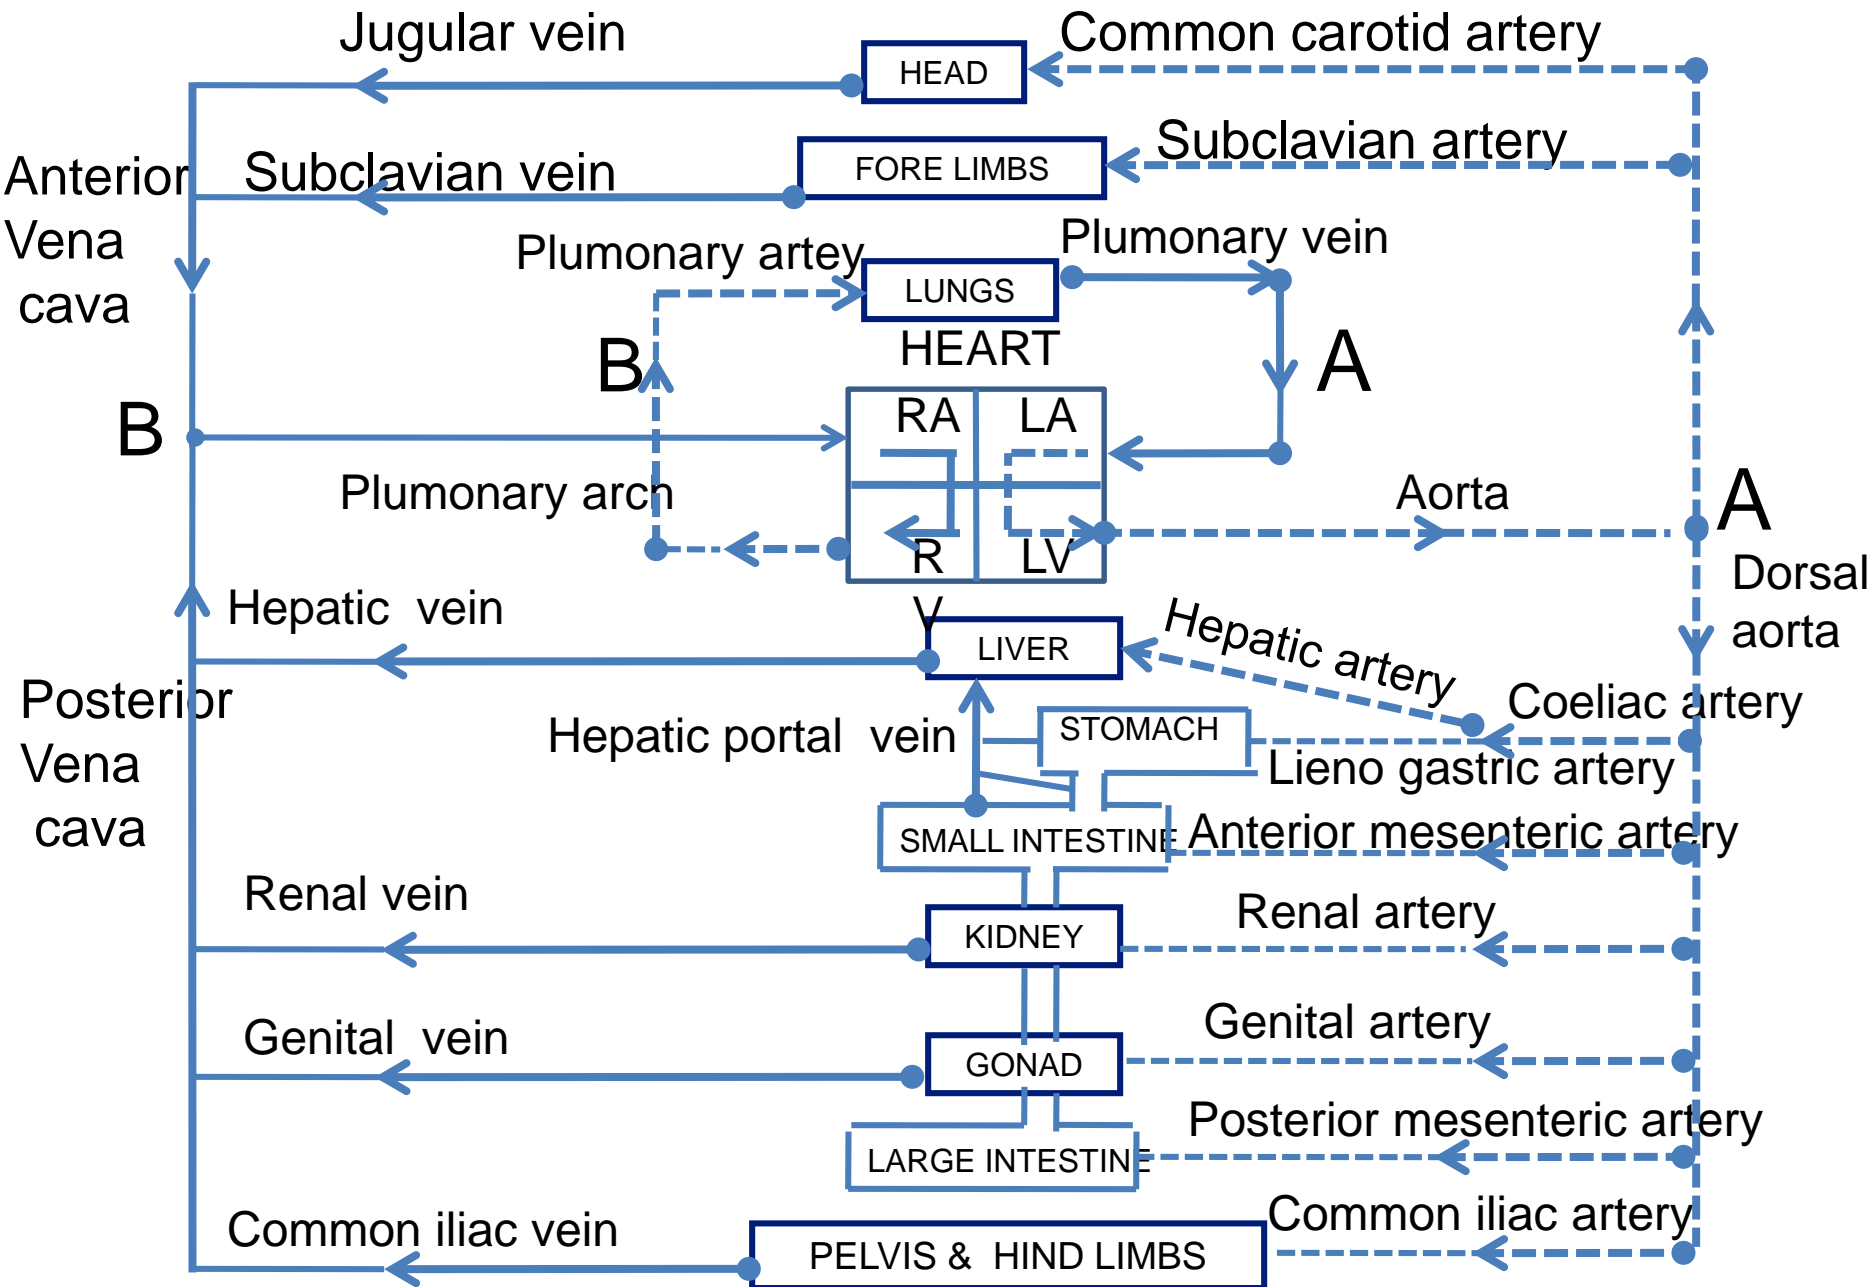 Jugular vein
HEAD
Common carotid artery
Anterior
Vena
cava
Subclavian vein
FORE LIMBS
Subclavian artery
Plumonary artey
LUNGS
Plumonary vein
HEART
B
A
B
RA
LA
Plumonary arch
R
V
LV
Aorta
A
Dorsal
aorta
Hepatic vein
LIVER
Hepatic artery
Posterior
Vena
cava
Hepatic portal vein
STOMACH
Coeliac artery
Lieno gastric artery
SMALL INTESTINE
Anterior mesenteric artery
Renal vein
KIDNEY
Renal artery
Genital vein
GONAD
Genital artery
LARGE INTESTINE
Posterior mesenteric artery
Common iliac vein
PELVIS & HIND LIMBS
Common iliac artery